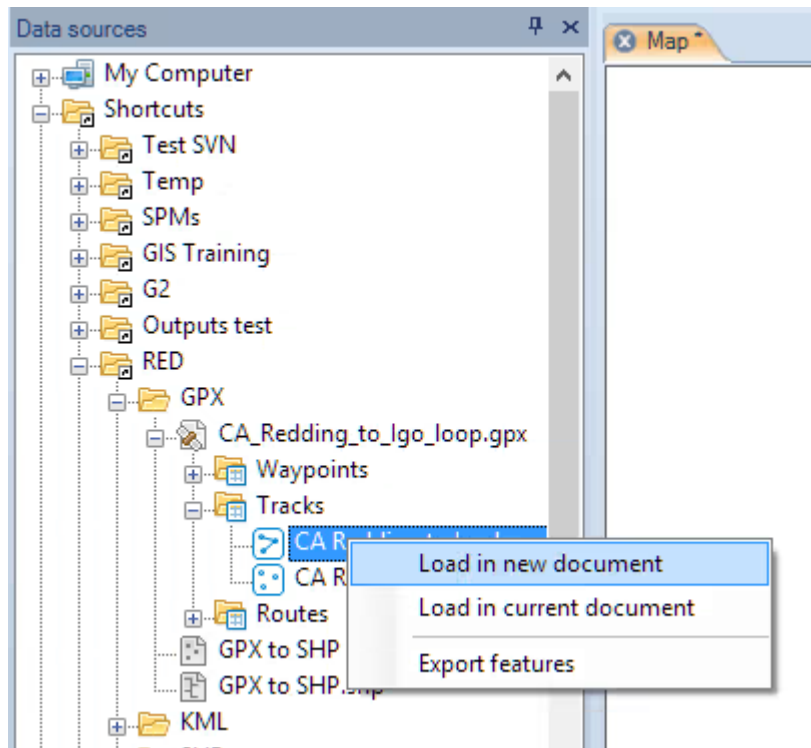 Data sources
Map*
My Computer
Shortcuts
Test SVN
Temp
SPMs
GIS Training
G2
Outputs test
RED
GPX
CA_Redding_to_Igo_loop.gpx
Waypoints
Tracks
CA R
Load in new document
CA R
Load in current document
Routes
GPX to SHP
Export features
GPX to SHP.shp
KML